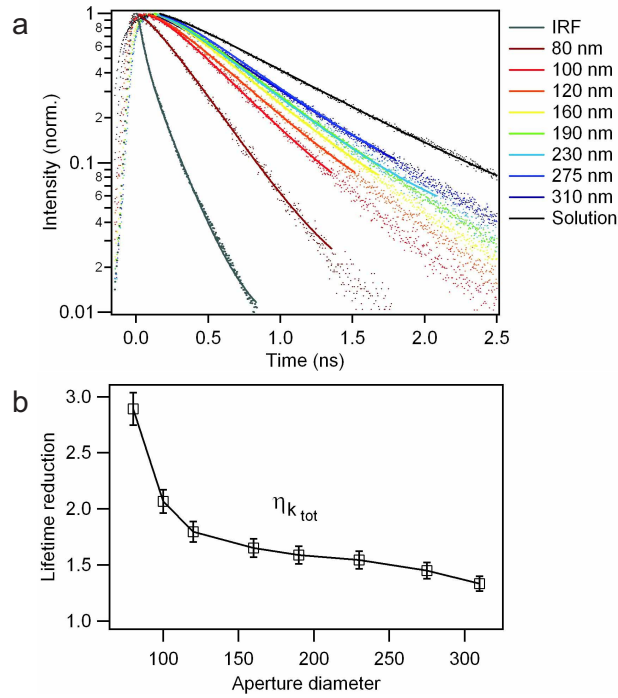 a
Intensity (norm.)
1
8
6
4
2
0.1
8
6
4
2
0.01
0.0 0.5 1.0 1.5 2.0 2.5
Time (ns)
IRF
80 nm
100 nm
120 nm
160 nm
190 nm
230 nm
275 nm
310 nm
Solution
b
Lifetime reduction
3.0
2.5
2.0
1.5
1.0
ηk tot
100 150 200 250 300
Aperture diameter